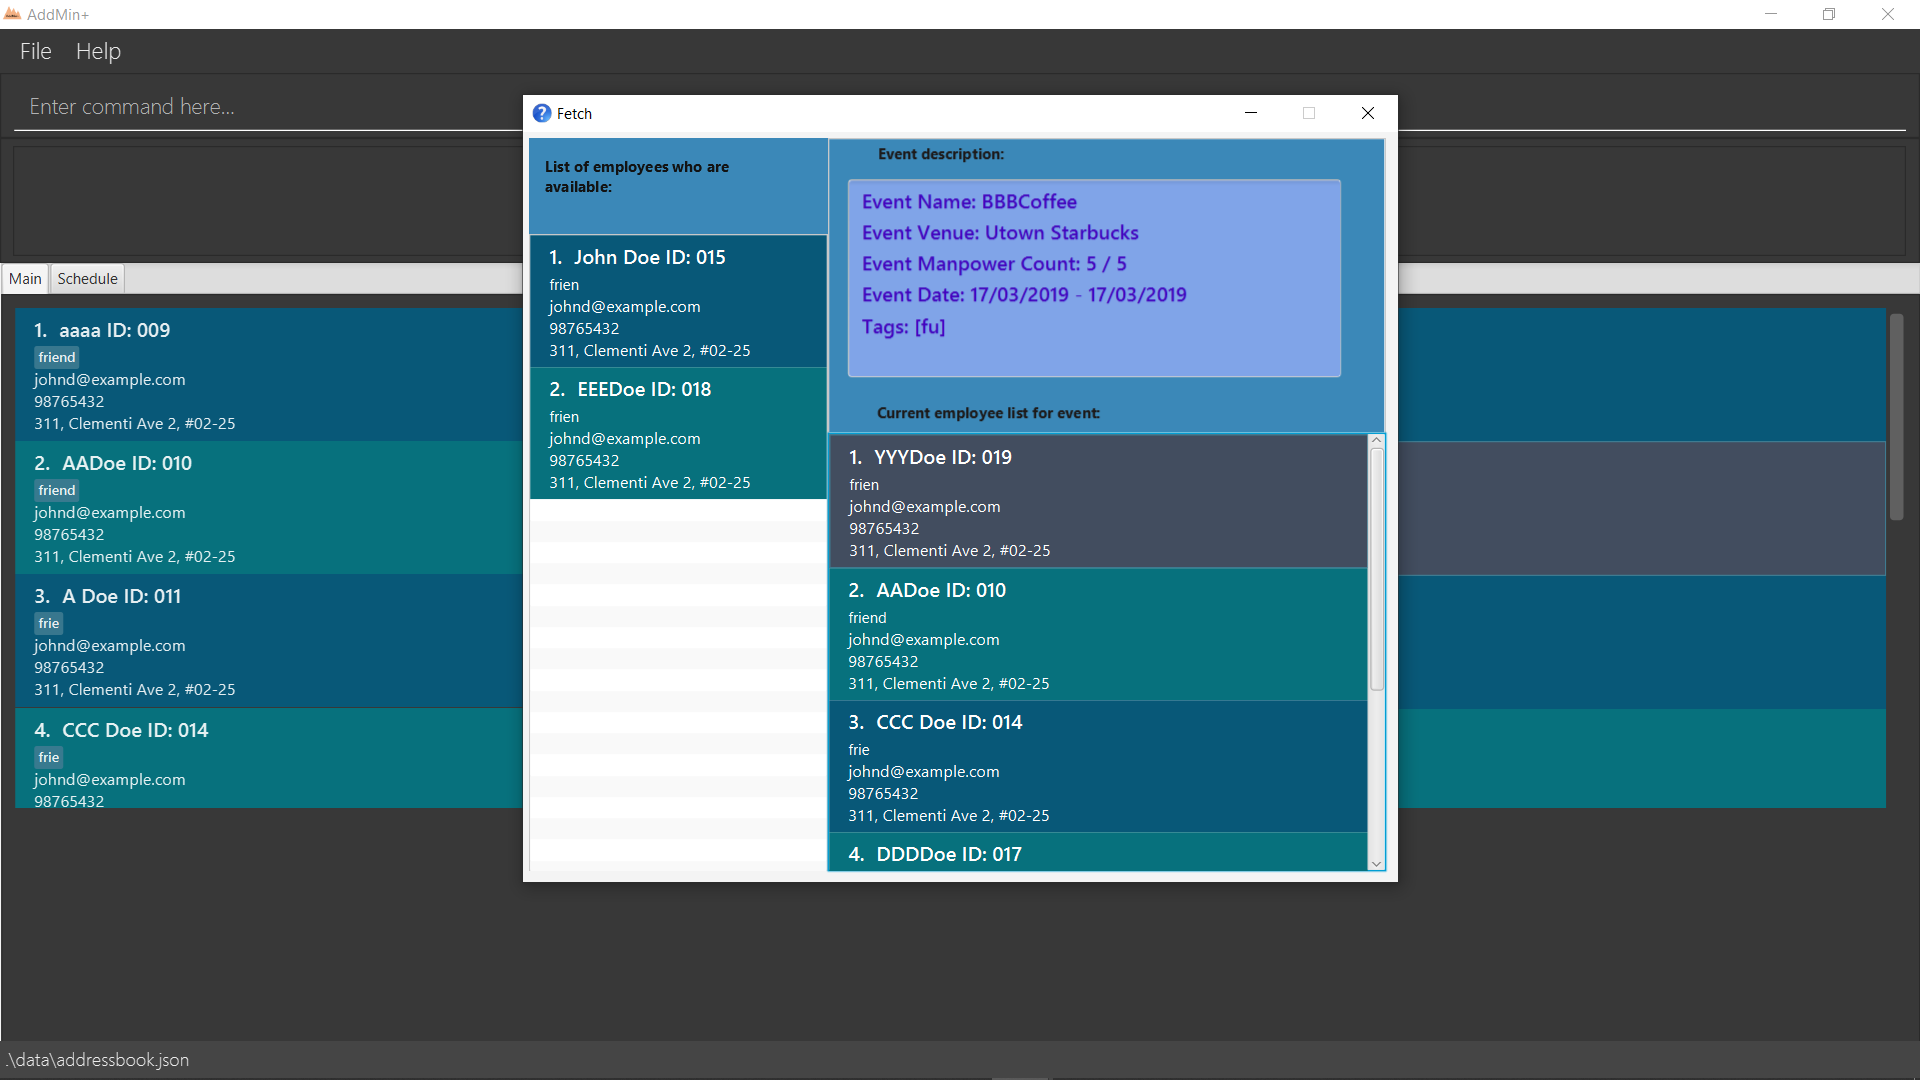 AddMin+
File Help
Enter command here...
Main Schedule
1. aaaa ID: 009
friend
johnd@example.com
98765432
311, Clementi Ave 2, #02-25
2. AADoe ID: 010
friend
johnd@example.com
98765432
311, Clementi Ave 2, #02-25
3. A Doe ID: 011
frie
johnd@example.com
98765432
311, Clementi Ave 2, #02-25
4. CCC Doe ID: 014
frie
johnd@example.com
98765432
Fetch
List of employees who are
available:
1. John Doe ID: 015
frien
johnd@example.com
98765432
311, Clementi Ave 2, #02-25
2. EEEDoe ID: 018
frien
johnd@example.com
98765432
311, Clementi Ave 2, #02-25
Event description:
Event Name: BBBCoffee
Event Venue: Utown Starbucks
Event Manpower Count: 5 / 5
Event Date: 17/03/2019 - 17/03/2019
Tags: [fu]
Current employee list for event:
1. YYYDoe ID: 019
frien
johnd@example.com
98765432
311, Clementi Ave 2, #02-25
2. AADoe ID: 010
friend
johnd@example.com
98765432
311, Clementi Ave 2, #02-25
3. CCC Doe ID: 014
frie
johnd@example.com
98765432
311, Clementi Ave 2, #02-25
4. DDDDoe ID: 017
.\data\addressbook.json